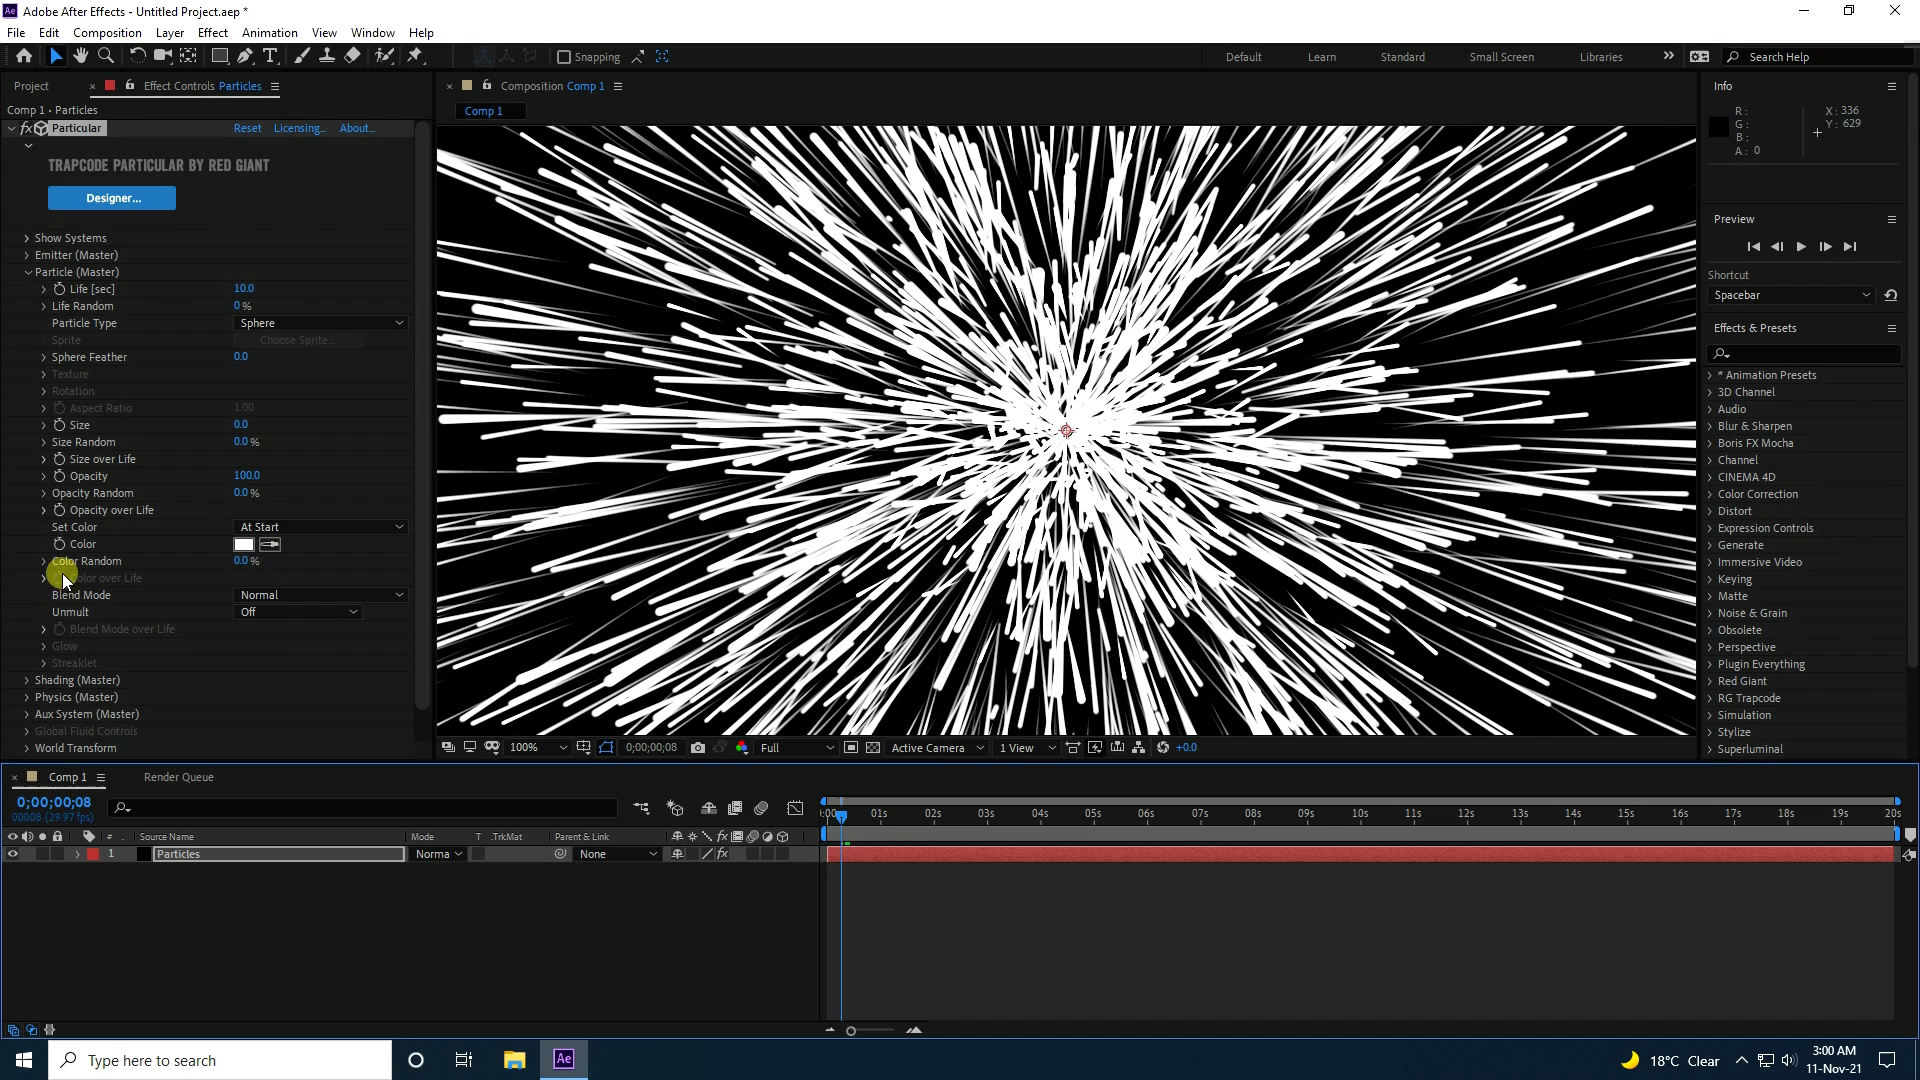 Adobe After Effects - Untitled Project.aep *
File Edit Composition Layer Effect Animation View Window Help
Snapping Default Learn Standard Small Screen Libraries Search Help
Project Effect Controls Particles
Composition Comp 1
Info
Comp 1 • Particles
Comp 1
R: X: 336
G: Y: 629
B:
A: 0
fx Particular Reset Licensing... About...
TRAPCODE PARTICULAR BY RED GIANT
Designer...
Show Systems
Emitter (Master)
Particle (Master)
Life [sec] 10.0
Life Random 0 %
Particle Type Sphere
Sprite Choose Sprite...
Sphere Feather 0.0
Texture
Rotation
Aspect Ratio 1.00
Size 0.0
Size Random 0.0 %
Size over Life
Opacity 100.0
Opacity Random 0.0 %
Opacity over Life
Set Color At Start
Color
Color Random 0.0 %
Color over Life
Blend Mode Normal
Unmult Off
Blend Mode over Life
Glow
Streaklet
Shading (Master)
Physics (Master)
Aux System (Master)
Global Fluid Controls
World Transform
100% 0;00;00;08 Full Active Camera 1 View +0.0
Preview
Shortcut
Spacebar
Effects & Presets
* Animation Presets
3D Channel
Audio
Blur & Sharpen
Boris FX Mocha
Channel
CINEMA 4D
Color Correction
Distort
Expression Controls
Generate
Immersive Video
Keying
Matte
Noise & Grain
Obsolete
Perspective
Plugin Everything
Red Giant
RG Trapcode
Simulation
Stylize
Superluminal
Comp 1 Render Queue
0;00;00;08
00008 (29.97 fps)
:00 01s 02s 03s 04s 05s 06s 07s 08s 09s 10s 11s 12s 13s 14s 15s 16s 17s 18s 19s 20s
# . Source Name Mode T .TrkMat Parent & Link
1 Particles Norma None
Type here to search
Ae
18°C Clear
3:00 AM
11-Nov-21